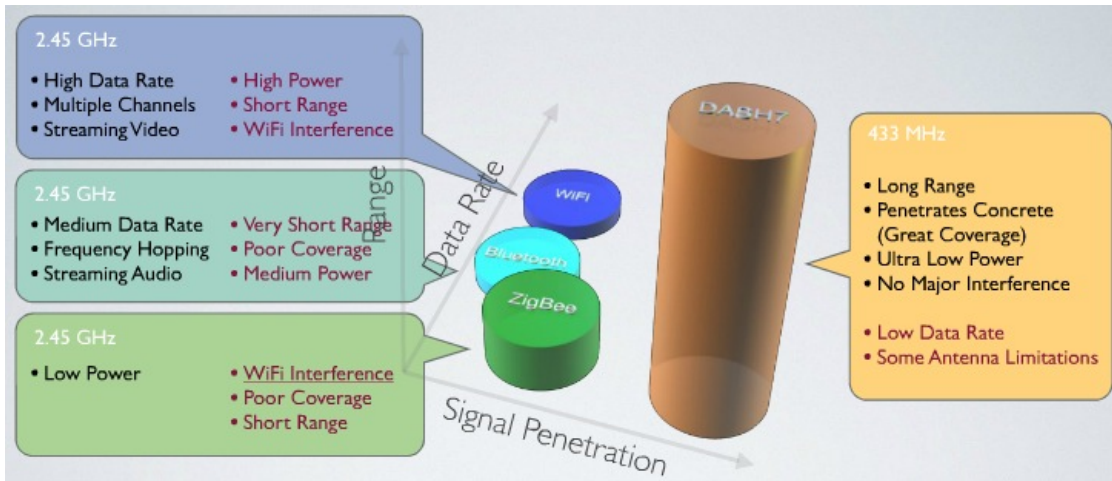 2.45 GHz
• High Data Rate
• Multiple Channels
• Streaming Video
• High Power
• Short Range
• WiFi Interference
2.45 GHz
• Medium Data Rate
• Frequency Hopping
• Streaming Audio
• Very Short Range
• Poor Coverage
• Medium Power
2.45 GHz
• Low Power
• WiFi Interference
• Poor Coverage
• Short Range
Range
Data Rate
Signal Penetration
WiFi
Bluetooth
ZigBee
DASH7
433 MHz
• Long Range
• Penetrates Concrete
(Great Coverage)
• Ultra Low Power
• No Major Interference
• Low Data Rate
• Some Antenna Limitations